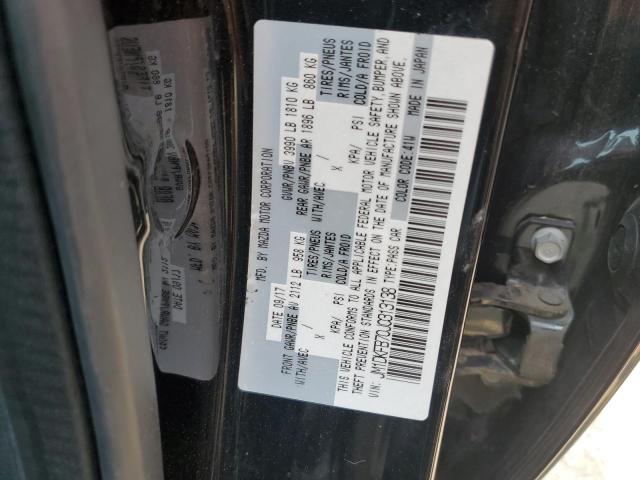 MFD. BY MAZDA MOTOR CORPORATION
DATE 09/17 GVWR/PNBV 3990 LB 1810 KG
FRONT GAWR/PNBE AV 2112 LB 958 KG REAR GAWR/PNBE AR 1896 LB 860 KG
WITH/AVEC TIRES/PNEUS WITH/AVEC TIRES/PNEUS
X RIMS/JANTES X RIMS/JANTES
KPA/ PSI COLD/A FROID KPA/ PSI COLD/A FROID
THIS VEHICLE CONFORMS TO ALL APPLICABLE FEDERAL MOTOR VEHICLE SAFETY, BUMPER, AND
THEFT PREVENTION STANDARDS IN EFFECT ON THE DATE OF MANUFACTURE SHOWN ABOVE.
VIN: JM1DKFB7DJ0313138 TYPE:PASS CAR COLOR CODE:41W MADE IN JAPAN